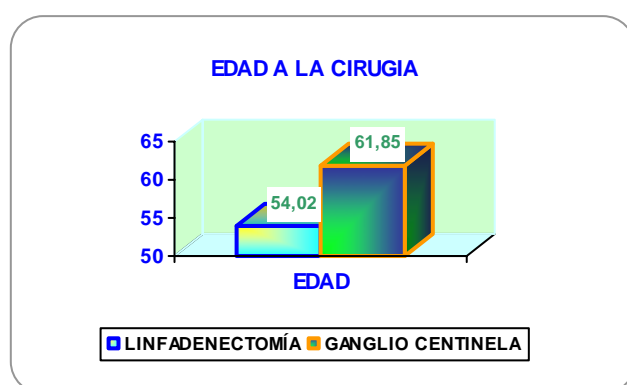 EDAD A LA CIRUGIA
65
60
55
50
61,85
54,02
EDAD
LINFADENECTOMÍA GANGLIO CENTINELA